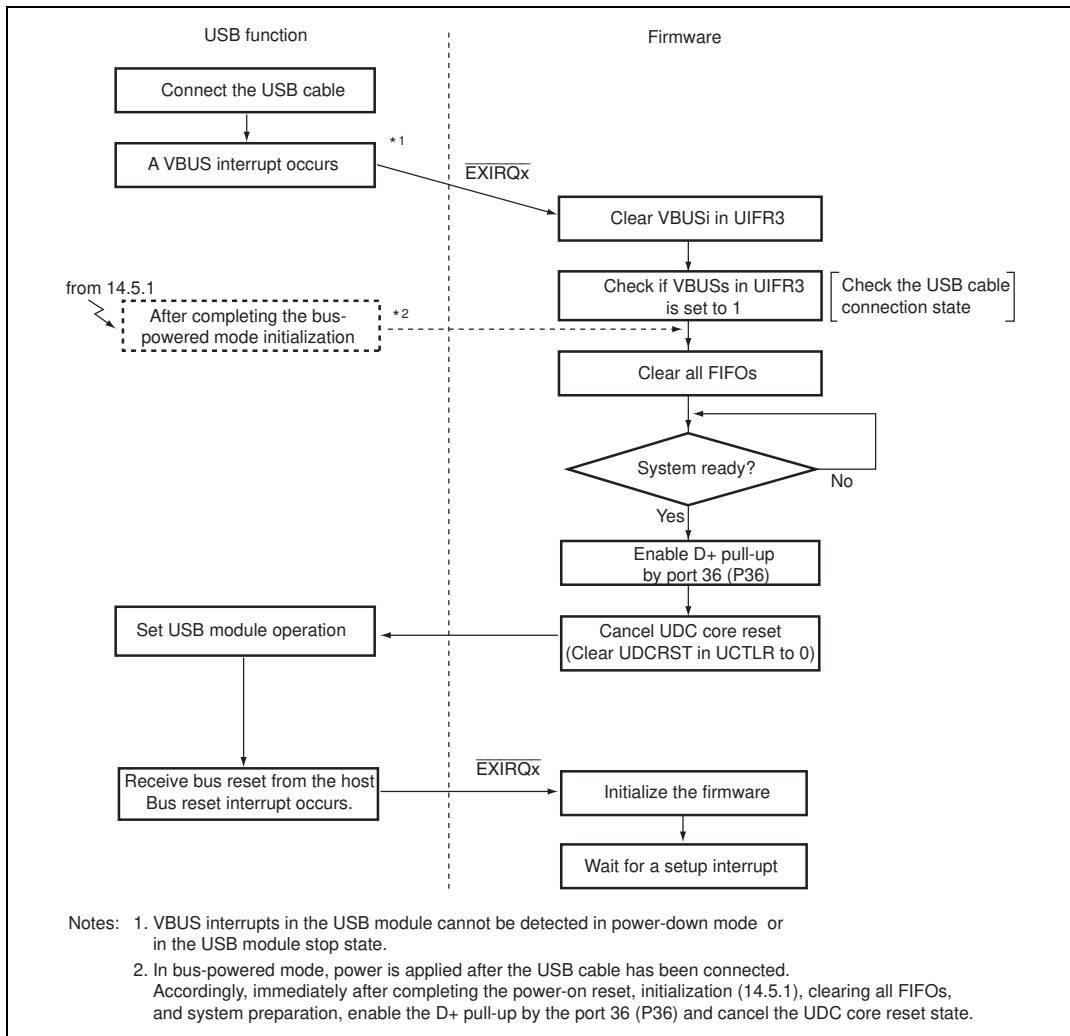 USB function
Firmware
Connect the USB cable
A VBUS interrupt occurs
*1
EXIRQx
Clear VBUSi in UIFR3
Check if VBUSs in UIFR3
is set to 1
Check the USB cable
connection state
from 14.5.1
After completing the bus-
powered mode initialization
*2
Clear all FIFOs
System ready?
No
Yes
Enable D+ pull-up
by port 36 (P36)
Cancel UDC core reset
(Clear UDCRST in UCTLR to 0)
Set USB module operation
Receive bus reset from the host
Bus reset interrupt occurs.
EXIRQx
Initialize the firmware
Wait for a setup interrupt
Notes: 1. VBUS interrupts in the USB module cannot be detected in power-down mode or
in the USB module stop state.
2. In bus-powered mode, power is applied after the USB cable has been connected.
Accordingly, immediately after completing the power-on reset, initialization (14.5.1), clearing all FIFOs,
and system preparation, enable the D+ pull-up by the port 36 (P36) and cancel the UDC core reset state.